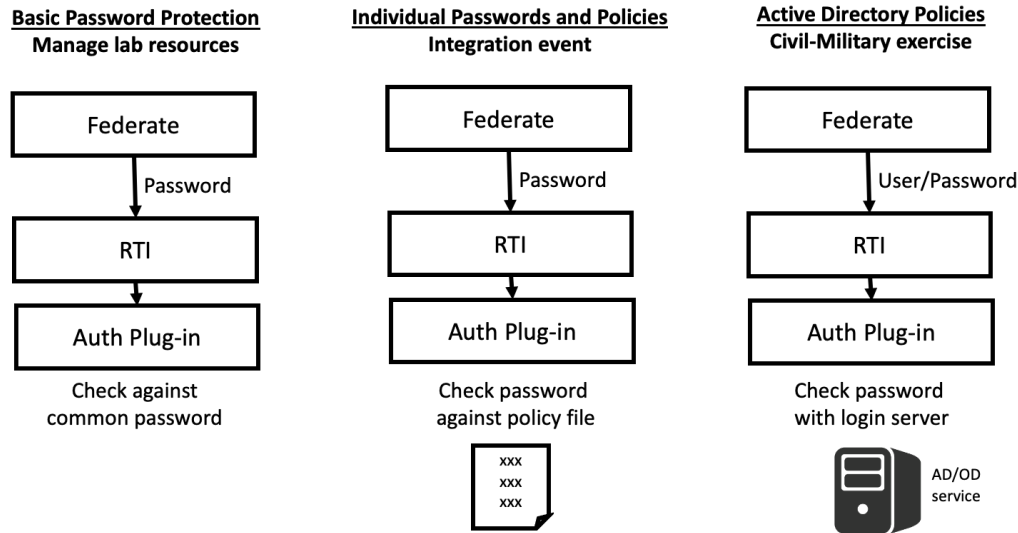 Basic Password Protection
Manage lab resources
Federate
Password
RTI
Auth Plug-in
Check against
common password
Individual Passwords and Policies
Integration event
Federate
Password
RTI
Auth Plug-in
Check password
against policy file
xxx
xxx
xxx
Active Directory Policies
Civil-Military exercise
Federate
User/Password
RTI
Auth Plug-in
Check password
with login server
AD/OD
service